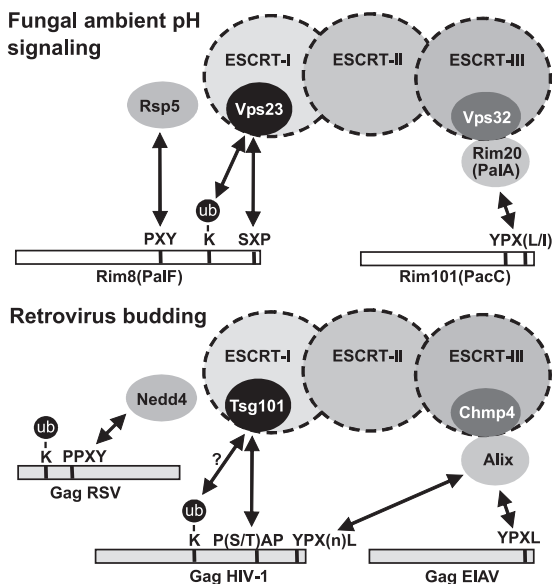 Fungal ambient pH
signaling
ESCRT-I
ESCRT-II
ESCRT-III
Rsp5
Vps23
Vps32
Rim20
(PalA)
ub
PXY
K
SXP
YPX(L/I)
Rim8(PalF)
Rim101(PacC)
Retrovirus budding
ESCRT-I
ESCRT-II
ESCRT-III
Nedd4
Tsg101
Chmp4
ub
Alix
K PPXY
?
Gag RSV
ub
K P(S/T)AP YPX(n)L
YPXL
Gag HIV-1
Gag EIAV